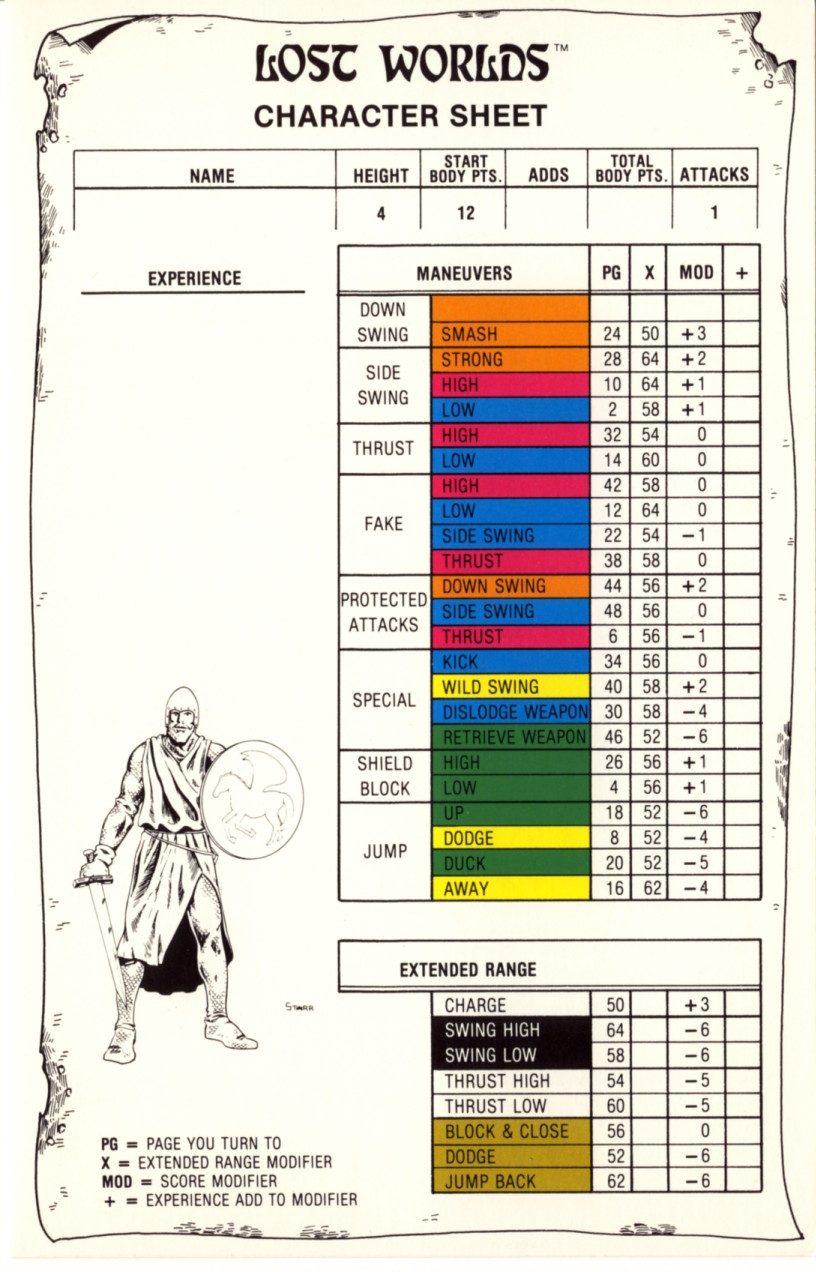 LOST WORLDS™
CHARACTER SHEET
NAME HEIGHT START BODY PTS. ADDS TOTAL BODY PTS. ATTACKS
4 12 1
EXPERIENCE
MANEUVERS PG X MOD +
DOWN SWING
SMASH 24 50 +3
SIDE SWING
STRONG 28 64 +2
HIGH 10 64 +1
LOW 2 58 +1
THRUST
HIGH 32 54 0
LOW 14 60 0
FAKE
HIGH 42 58 0
LOW 12 64 0
SIDE SWING 22 54 −1
THRUST 38 58 0
PROTECTED ATTACKS
DOWN SWING 44 56 +2
SIDE SWING 48 56 0
THRUST 6 56 −1
SPECIAL
KICK 34 56 0
WILD SWING 40 58 +2
DISLODGE WEAPON 30 58 −4
RETRIEVE WEAPON 46 52 −6
SHIELD BLOCK
HIGH 26 56 +1
LOW 4 56 +1
JUMP
UP 18 52 −6
DODGE 8 52 −4
DUCK 20 52 −5
AWAY 16 62 −4
EXTENDED RANGE
CHARGE 50 +3
SWING HIGH 64 −6
SWING LOW 58 −6
THRUST HIGH 54 −5
THRUST LOW 60 −5
BLOCK & CLOSE 56 0
DODGE 52 −6
JUMP BACK 62 −6
STARR
PG = PAGE YOU TURN TO
X = EXTENDED RANGE MODIFIER
MOD = SCORE MODIFIER
+ = EXPERIENCE ADD TO MODIFIER